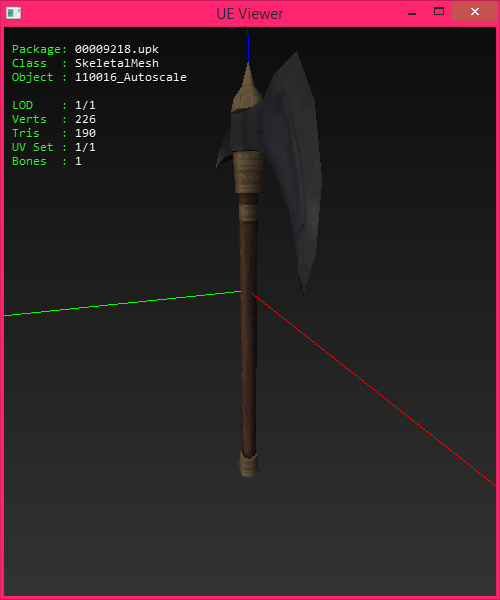 UE Viewer
Package: 00009218.upk
Class  : SkeletalMesh
Object : 110016_Autoscale
LOD    : 1/1
Verts  : 226
Tris   : 190
UV Set : 1/1
Bones  : 1